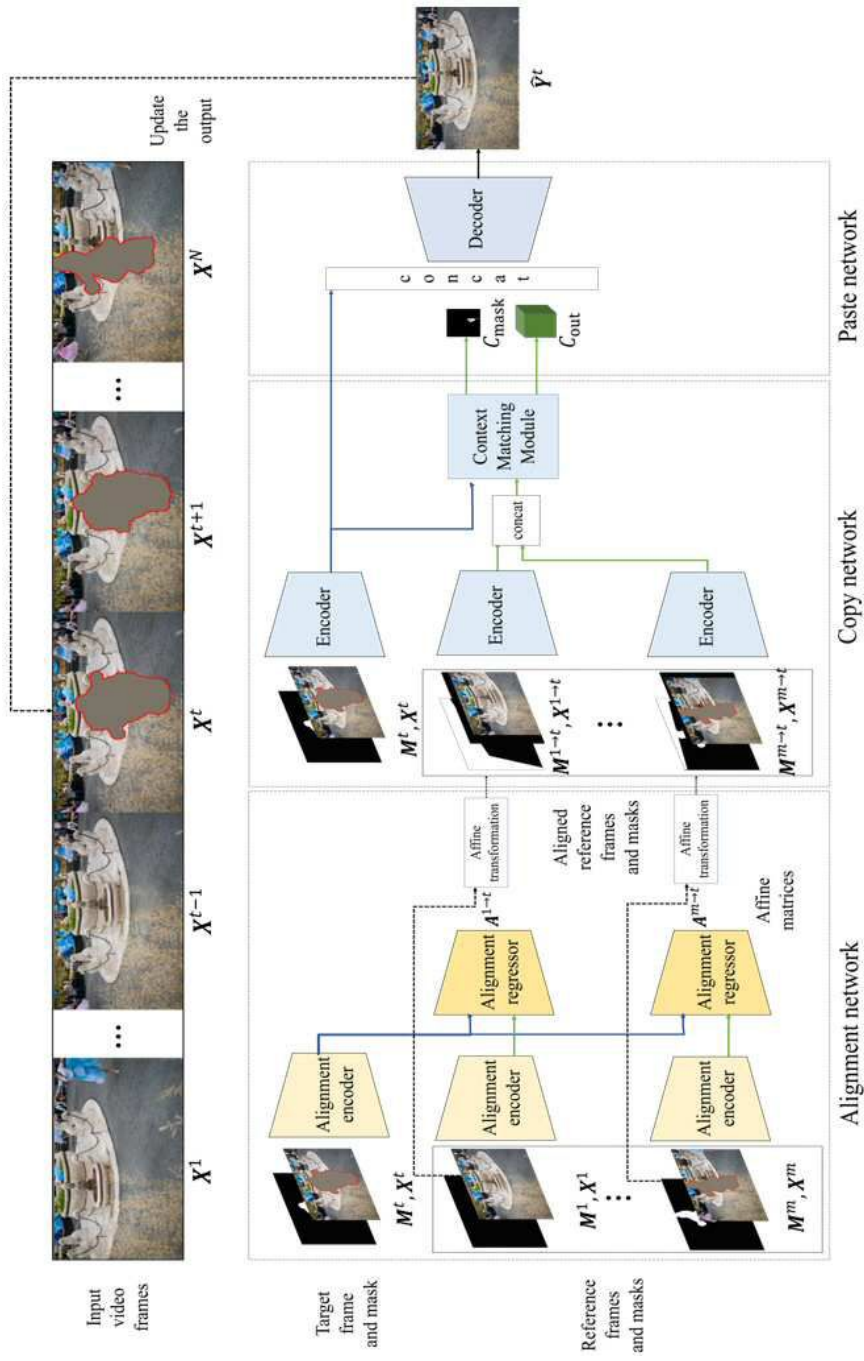 Input
video
frames
X^1
...
X^{t-1}
X^t
X^{t+1}
...
X^N
Update
the
output
Target
frame
and mask
M^t, X^t
Alignment
encoder
Reference
frames
and masks
M^1, X^1
⋮
M^m, X^m
Alignment
encoder
Alignment
encoder
Alignment
regressor
Alignment
regressor
A^{1→t}
A^{m→t}
Affine
matrices
Affine
transformation
Affine
transformation
Aligned
reference
frames
and masks
Alignment network
M^t, X^t
M^{1→t}, X^{1→t}
⋮
M^{m→t}, X^{m→t}
Encoder
Encoder
Encoder
concat
Context
Matching
Module
Copy network
C_mask
C_out
c o n c a t
Decoder
Paste network
Ŷ^t